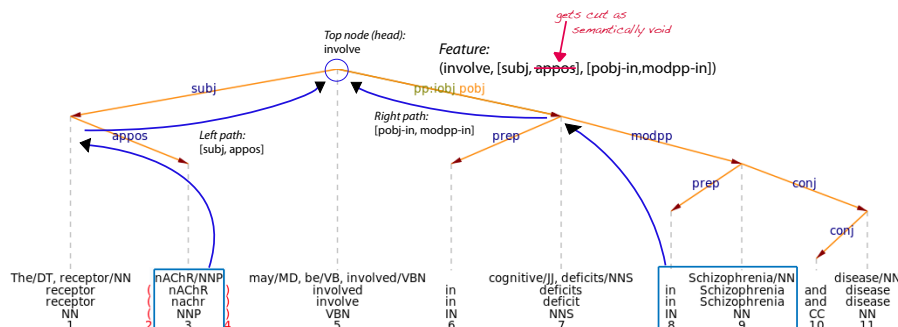 gets cut as
semantically void
Top node (head):
involve
Feature:
(involve, [subj, appos], [pobj-in,modpp-in])
subj
pp:iobj pobj
Left path:
[subj, appos]
Right path:
[pobj-in, modpp-in]
appos
prep
modpp
prep
conj
conj
The/DT, receptor/NN nAChR/NNP may/MD, be/VB, involved/VBN cognitive/JJ, deficits/NNS Schizophrenia/NN disease/NN
receptor ( nAChR ) involved in deficits in Schizophrenia and disease
receptor ( nachr ) involve in deficit in Schizophrenia and disease
NN ( NNP ) VBN IN NNS IN NN CC NN
1 2 3 4 5 6 7 8 9 10 11